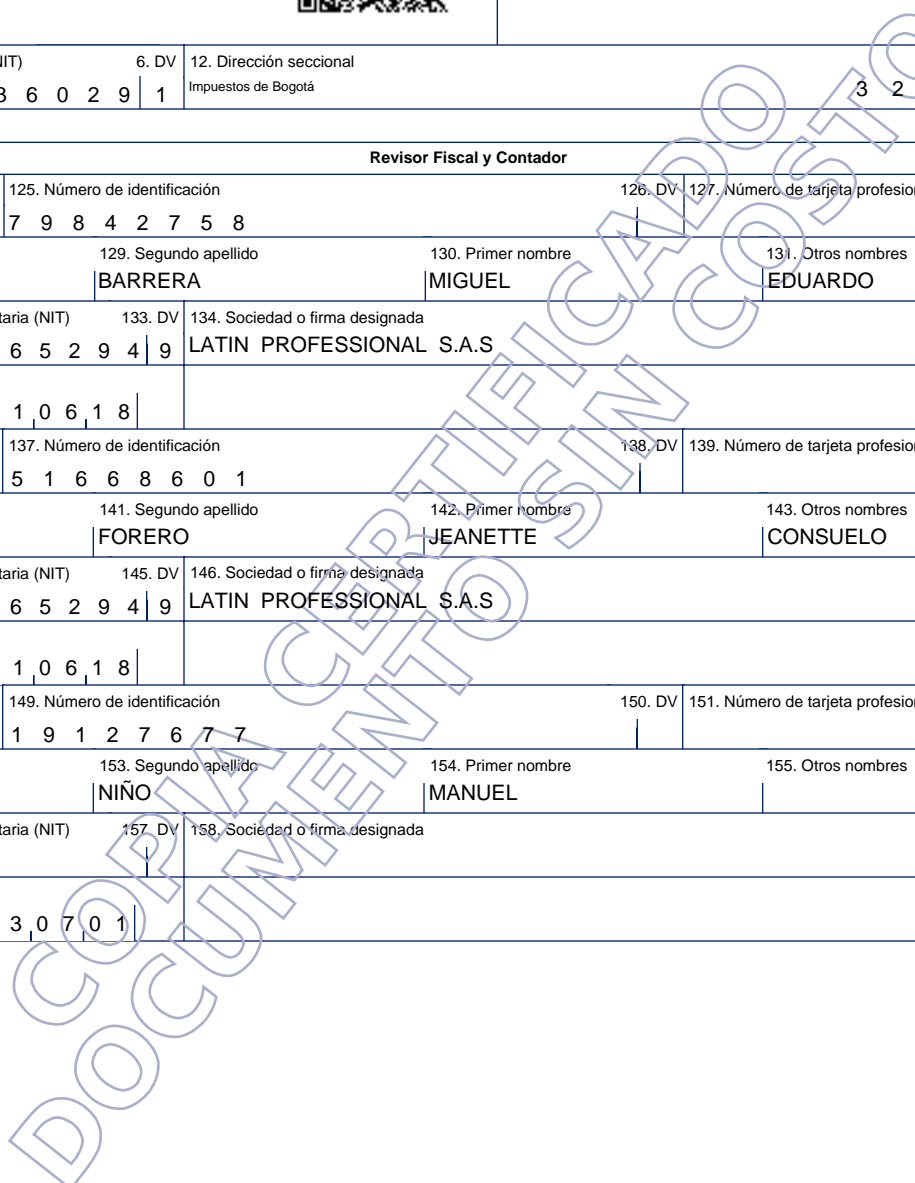 IIT) 6. DV 12. Dirección seccional
3 6 0 2 9 1 Impuestos de Bogotá 3 2
Revisor Fiscal y Contador
125. Número de identificación 126. DV 127. Número de tarjeta profesion
7 9 8 4 2 7 5 8
129. Segundo apellido 130. Primer nombre 131. Otros nombres
BARRERA MIGUEL EDUARDO
taria (NIT) 133. DV 134. Sociedad o firma designada
6 5 2 9 4 9 LATIN PROFESSIONAL S.A.S
1 0 6 1 8
137. Número de identificación 138. DV 139. Número de tarjeta profesion
5 1 6 6 8 6 0 1
141. Segundo apellido 142. Primer nombre 143. Otros nombres
FORERO JEANETTE CONSUELO
taria (NIT) 145. DV 146. Sociedad o firma designada
6 5 2 9 4 9 LATIN PROFESSIONAL S.A.S
1 0 6 1 8
149. Número de identificación 150. DV 151. Número de tarjeta profesion
1 9 1 2 7 6 7 7
153. Segundo apellido 154. Primer nombre 155. Otros nombres
NIÑO MANUEL
taria (NIT) 157. DV 158. Sociedad o firma designada
3 0 7 0 1
COPIA CERTIFICADO
DOCUMENTO SIN COSTO